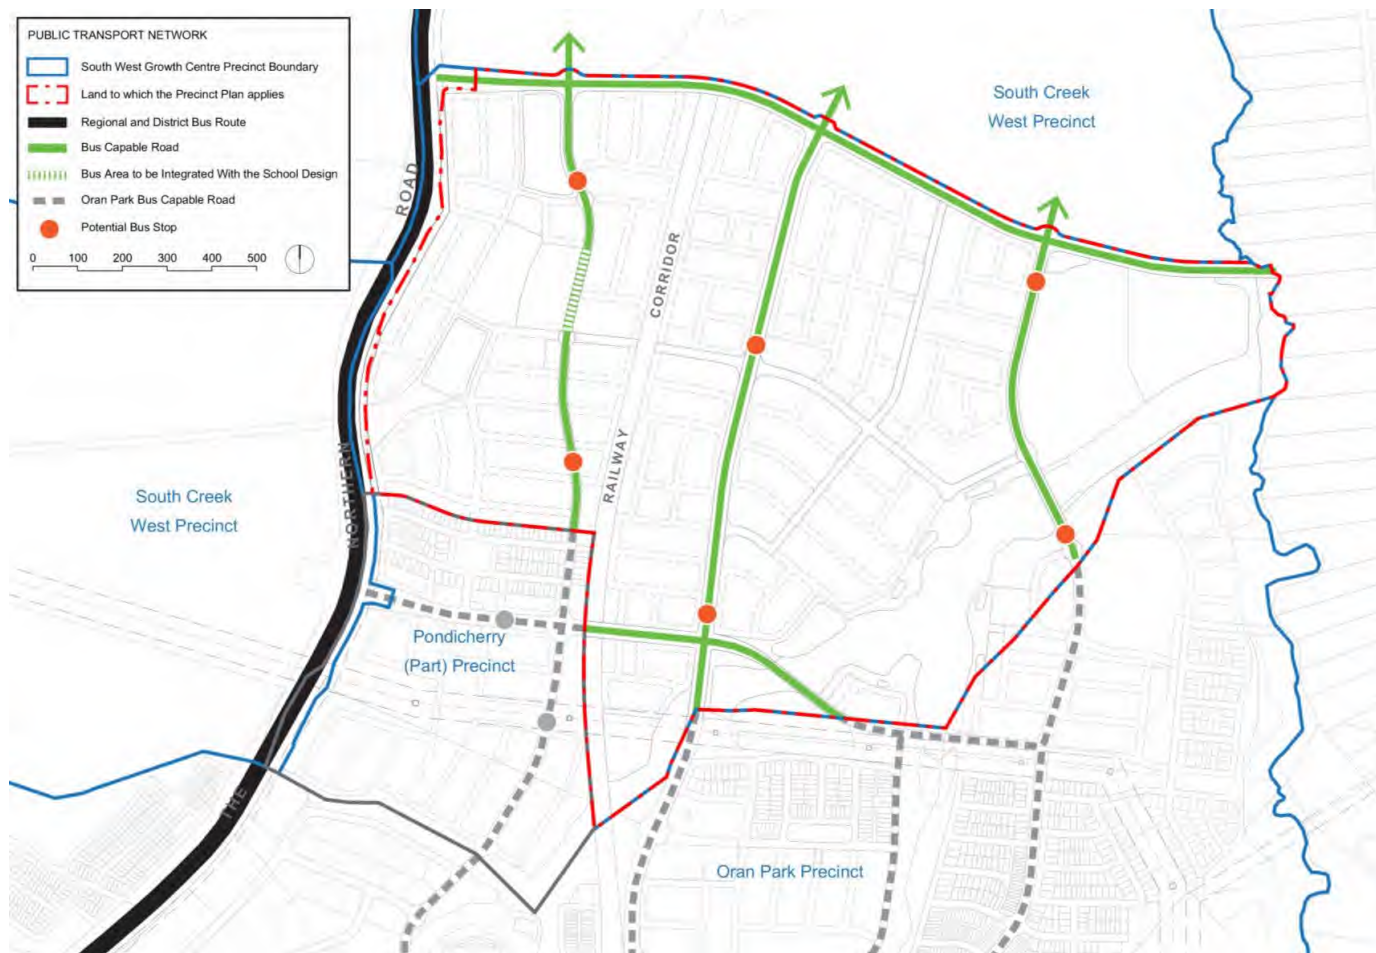 PUBLIC TRANSPORT NETWORK
South West Growth Centre Precinct Boundary
Land to which the Precinct Plan applies
Regional and District Bus Route
Bus Capable Road
Bus Area to be Integrated With the School Design
Oran Park Bus Capable Road
Potential Bus Stop
0 100 200 300 400 500
South Creek
West Precinct
ROAD
CORRIDOR
RAILWAY
NORTHERN
South Creek
West Precinct
Pondicherry
(Part) Precinct
THE
Oran Park Precinct